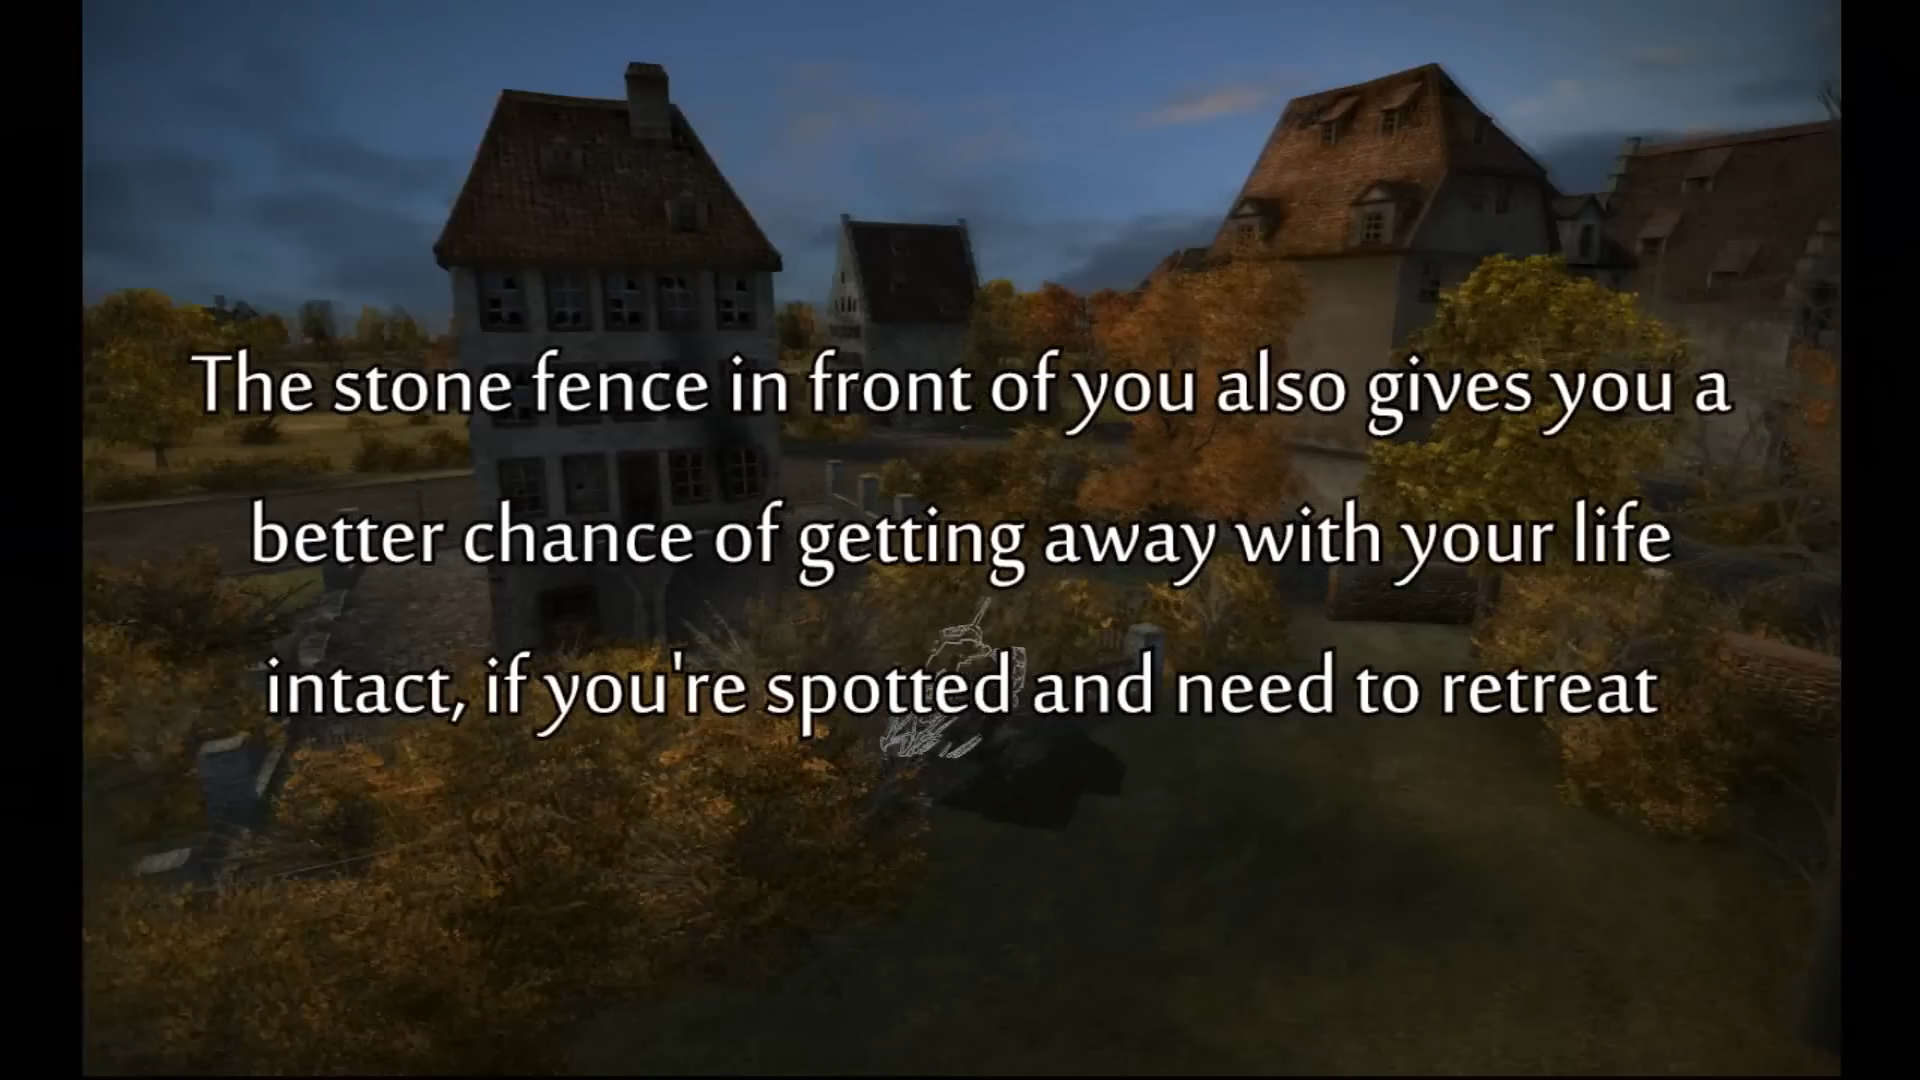 The stone fence in front of you also gives you a
better chance of getting away with your life
intact, if you're spotted and need to retreat